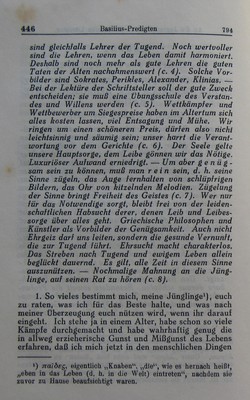 446 Basilius-Predigten 794
sind gleichfalls Lehrer der Tugend. Noch wertvoller
sind die Lehren, wenn das Leben damit harmoniert.
Deshalb soll noch mehr als gute Lehren die guten
Taten der Alten nachahmenswert (c. 4). Solche Vor-
bilder sind Sokrates, Perikles, Alexander, Klinias. —
Bei der Lektüre der Schriftsteller soll der gute Zweck
entscheiden; sie muß eine Übungsschule des Verstan-
des und Willens werden (c. 5). Wettkämpfer und
Wettbewerber um Siegespreise haben im Altertum sich
alles kosten lassen, viel Entsagung und Mühe. Wir
ringen um einen schöneren Preis, dürfen also nicht
leichtsinnig und säumig sein; unser harrt die Verant-
wortung vor dem Gerichte (c. 6). Der Seele gelte
unsere Hauptsorge, dem Leibe gönnen wir das Nötige.
Luxuriöser Aufwand erniedrigt. — Um aber genüg-
sam sein zu können, muß man rein sein, d. h. seine
Sinne zügeln, das Auge fernhalten von schlüpfrigen
Bildern, das Ohr von kitzelnden Melodien. Zügelung
der Sinne bringt Freiheit des Geistes (c. 7). Wer nur
für das Notwendige sorgt, bleibt frei von der leiden-
schaftlichen Habsucht derer, denen Leib und Leibes-
sorge über alles geht. Griechische Philosophen und
Künstler als Vorbilder der Genügsamkeit. Auch nicht
Ehrgeiz darf uns leiten, sondern die gesunde Vernunft,
die zur Tugend führt. Ehrsucht macht charakterlos.
Das Streben nach Tugend und ewigem Leben allein
beglückt dauernd. Es gilt, alle Zeit in diesem Sinne
auszunützen. — Nochmalige Mahnung an die Jüng-
linge, auf seinen Rat zu hören (c. 8).
1. So vieles bestimmt mich, meine Jünglinge¹), euch
zu raten, was ich für das Beste halte, und was nach
meiner Überzeugung euch nützen wird, wenn ihr darauf
eingeht. Ich stehe ja in einem Alter, habe schon so viele
Kämpfe durchgemacht und habe wahrhaftig genug die
in allweg erzieherische Gunst und Mißgunst des Lebens
erfahren, daß ich mich jetzt in den menschlichen Dingen
¹) παῖδες, eigentlich „Knaben", „die", wie es hernach heißt,
„eben in das Leben (d. h. in die Welt) eintreten", nachdem sie
zuvor zu Hause beaufsichtigt waren.